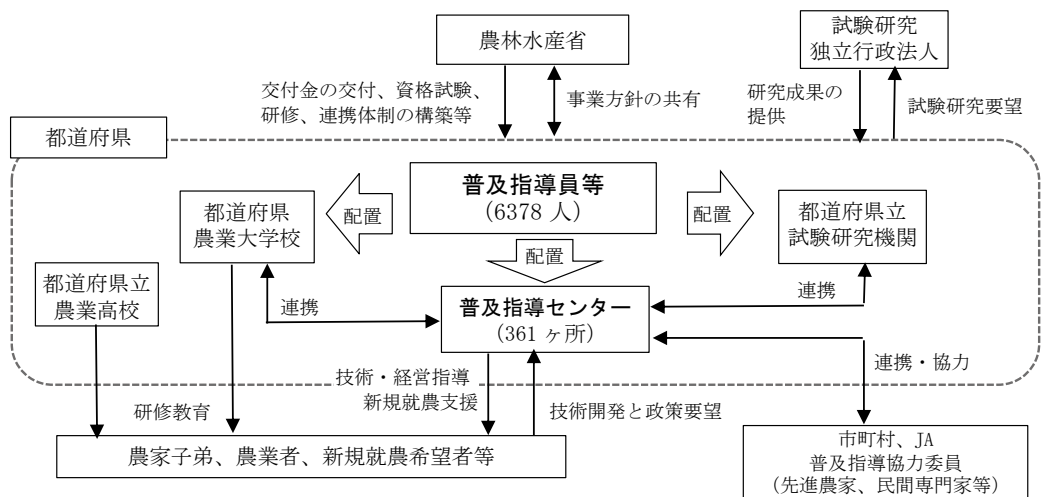 農林水産省
試験研究
独立行政法人
交付金の交付、資格試験、
研修、連携体制の構築等
事業方針の共有
研究成果の
提供
試験研究要望
都道府県
普及指導員等
(6378 人)
配置
配置
配置
都道府県
農業大学校
都道府県立
試験研究機関
都道府県立
農業高校
連携
普及指導センター
(361 ヶ所)
連携
連携・協力
技術・経営指導
新規就農支援
研修教育
技術開発と政策要望
農家子弟、農業者、新規就農希望者等
市町村、JA
普及指導協力委員
(先進農家、民間専門家等)